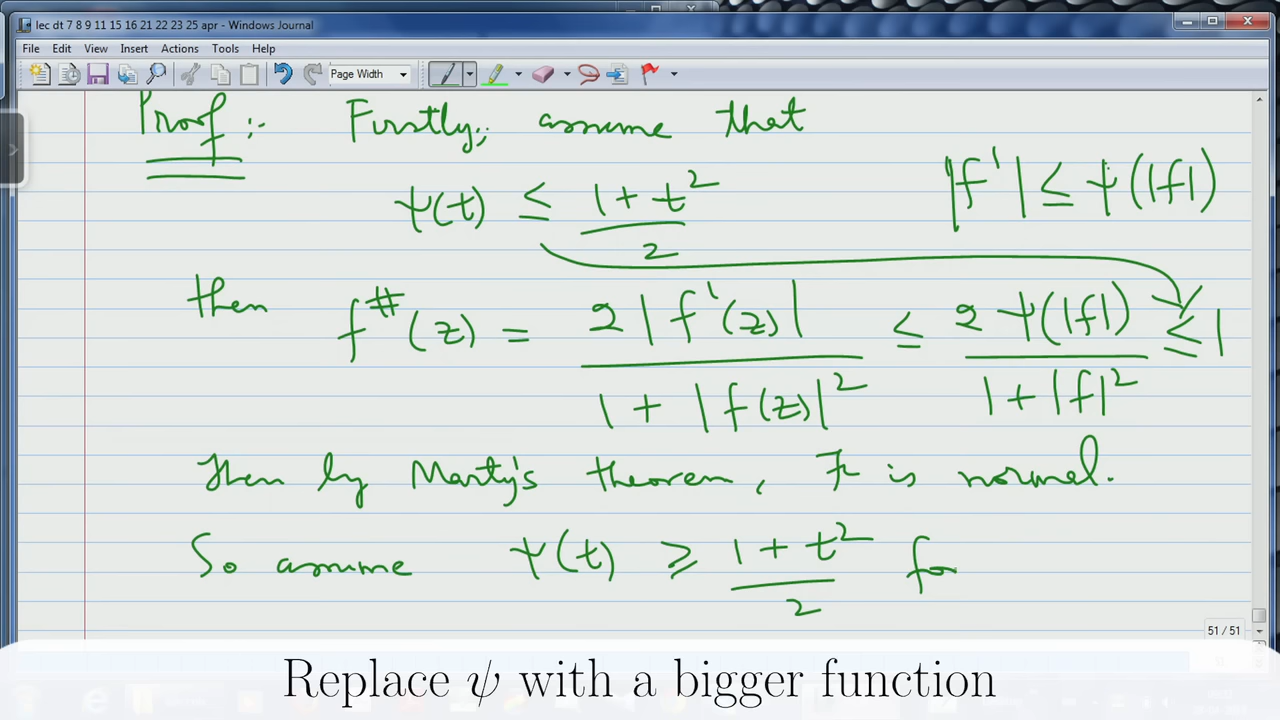 lec dt 7 8 9 11 15 16 21 22 23 25 apr - Windows Journal
File Edit View Insert Actions Tools Help
Page Width
Proof :- Firstly, assume that
ψ(t) ≤ (1 + t²)/2
|f'| ≤ ψ(|f|)
then f^#(z) = 2|f'(z)| / (1 + |f(z)|²) ≤ 2ψ(|f|) / (1 + |f|²) ≤ 1
Then by Marty's theorem, ℱ is normal.
So assume ψ(t) ≥ (1 + t²)/2 for
51 / 51
Replace ψ with a bigger function